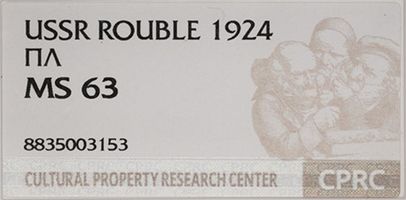 USSR ROUBLE 1924
ПЛ
MS 63
8835003153
CULTURAL PROPERTY RESEARCH CENTER CPRC